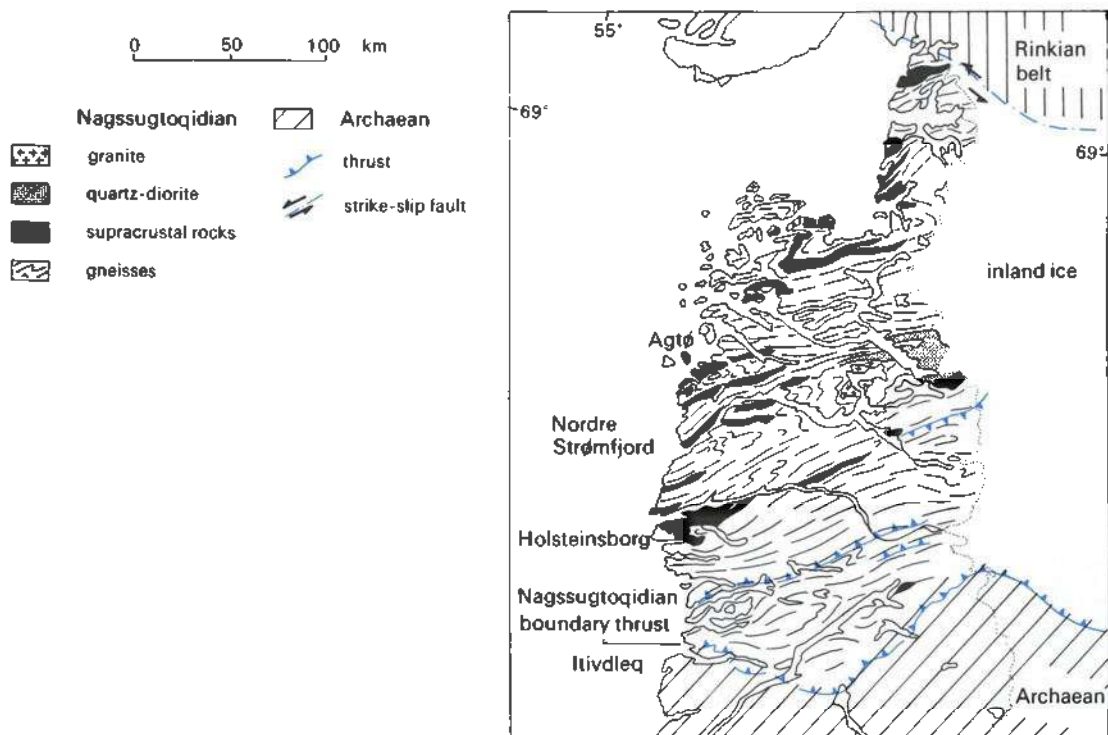 0 50 100 km
Nagssugtoqidian
granite
quartz-diorite
supracrustal rocks
gneisses
Archaean
thrust
strike-slip fault
55°
69°
Rinkian
belt
69°
inland ice
Agtø
Nordre
Strømfjord
Holsteinsborg
Nagssugtoqidian
boundary thrust
Itivdleq
Archaean